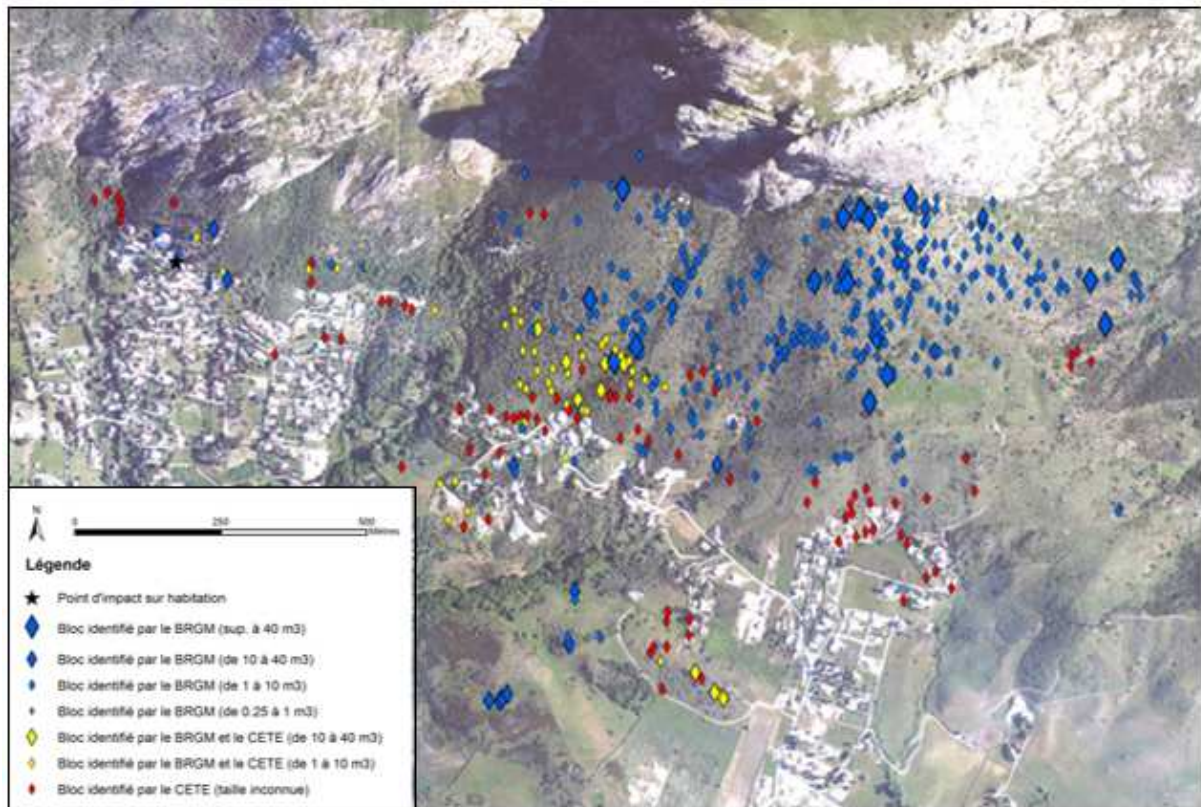 N
0 250 500
Mètres
Légende
Point d'impact sur habitation
Bloc identifié par le BRGM (sup. à 40 m3)
Bloc identifié par le BRGM (de 10 à 40 m3)
Bloc identifié par le BRGM (de 1 à 10 m3)
Bloc identifié par le BRGM (de 0.25 à 1 m3)
Bloc identifié par le BRGM et le CETE (de 10 à 40 m3)
Bloc identifié par le BRGM et le CETE (de 1 à 10 m3)
Bloc identifié par le CETE (taille inconnue)